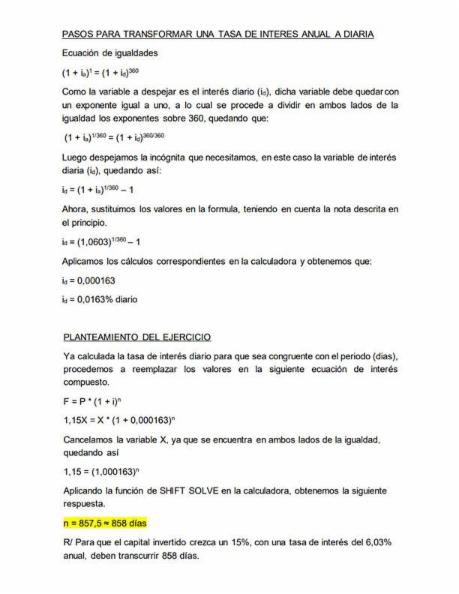 PASOS PARA TRANSFORMAR UNA TASA DE INTERES ANUAL A DIARIA
Ecuación de igualdades
(1 + iₐ)¹ = (1 + i_d)³⁶⁰
Como la variable a despejar es el interés diario (i_d), dicha variable debe quedar con
un exponente igual a uno, a lo cual se procede a dividir en ambos lados de la
igualdad los exponentes sobre 360, quedando que:
(1 + iₐ)¹/³⁶⁰ = (1 + i_d)³⁶⁰/³⁶⁰
Luego despejamos la incógnita que necesitamos, en este caso la variable de interés
diaria (i_d), quedando así:
i_d = (1 + iₐ)¹/³⁶⁰ – 1
Ahora, sustituimos los valores en la formula, teniendo en cuenta la nota descrita en
el principio.
i_d = (1,0603)¹/³⁶⁰ – 1
Aplicamos los cálculos correspondientes en la calculadora y obtenemos que:
i_d = 0,000163
i_d = 0,0163% diario
PLANTEAMIENTO DEL EJERCICIO
Ya calculada la tasa de interés diario para que sea congruente con el periodo (días),
procedemos a reemplazar los valores en la siguiente ecuación de interés
compuesto.
F = P * (1 + i)ⁿ
1,15X = X * (1 + 0,000163)ⁿ
Cancelamos la variable X, ya que se encuentra en ambos lados de la igualdad,
quedando así
1,15 = (1,000163)ⁿ
Aplicando la función de SHIFT SOLVE en la calculadora, obtenemos la siguiente
respuesta.
n = 857,5 ≈ 858 días
R/ Para que el capital invertido crezca un 15%, con una tasa de interés del 6,03%
anual, deben transcurrir 858 días.